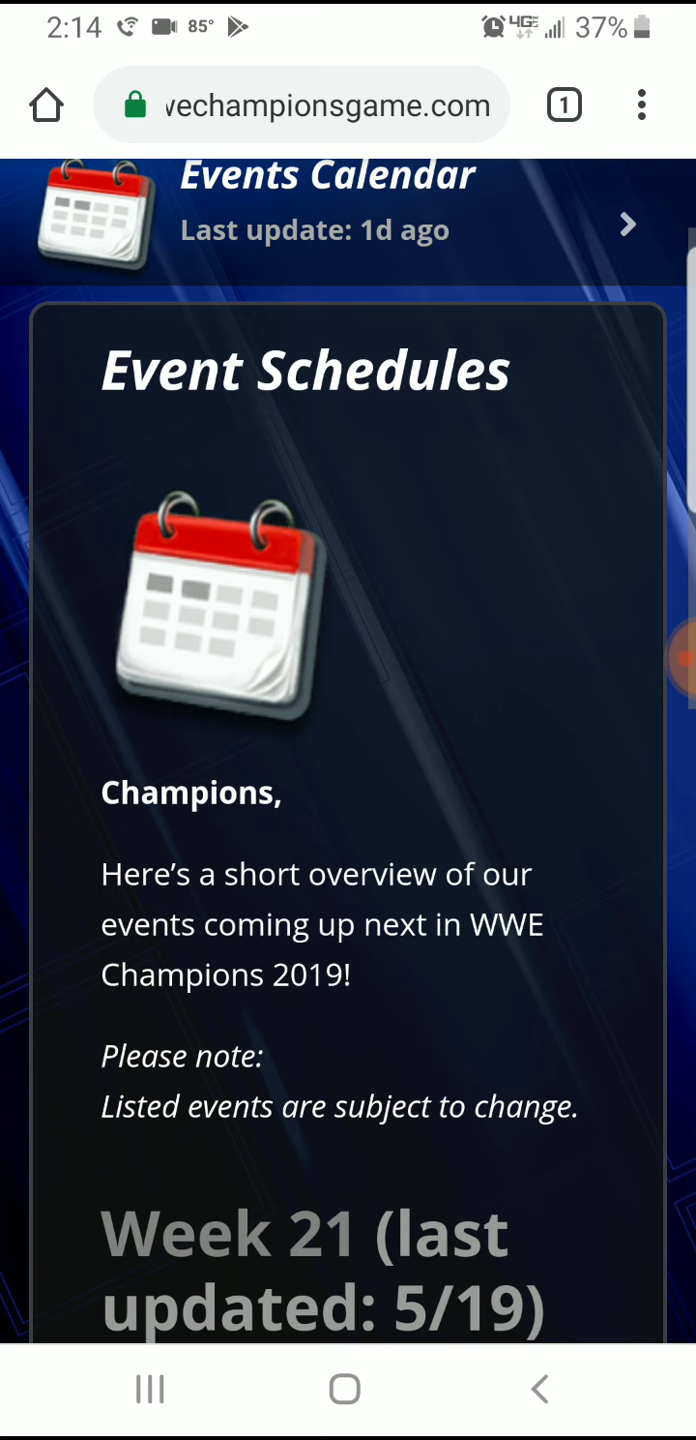 2:14 85° 4GE 37%
wechampionsgame.com 1
Events Calendar
Last update: 1d ago
Event Schedules
Champions,
Here’s a short overview of our
events coming up next in WWE
Champions 2019!
Please note:
Listed events are subject to change.
Week 21 (last
updated: 5/19)